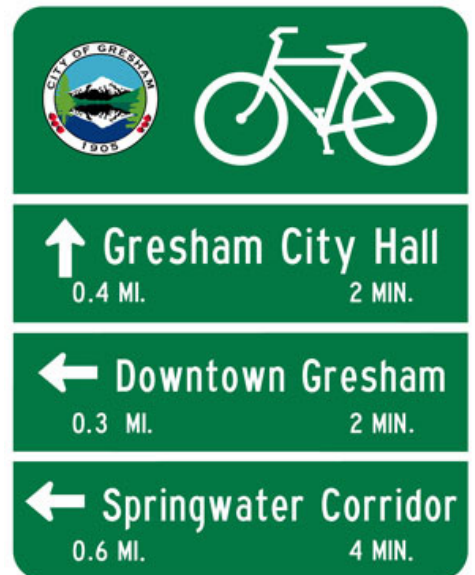 CITY OF GRESHAM
1905
Gresham City Hall
0.4 MI. 2 MIN.
Downtown Gresham
0.3 MI. 2 MIN.
Springwater Corridor
0.6 MI. 4 MIN.